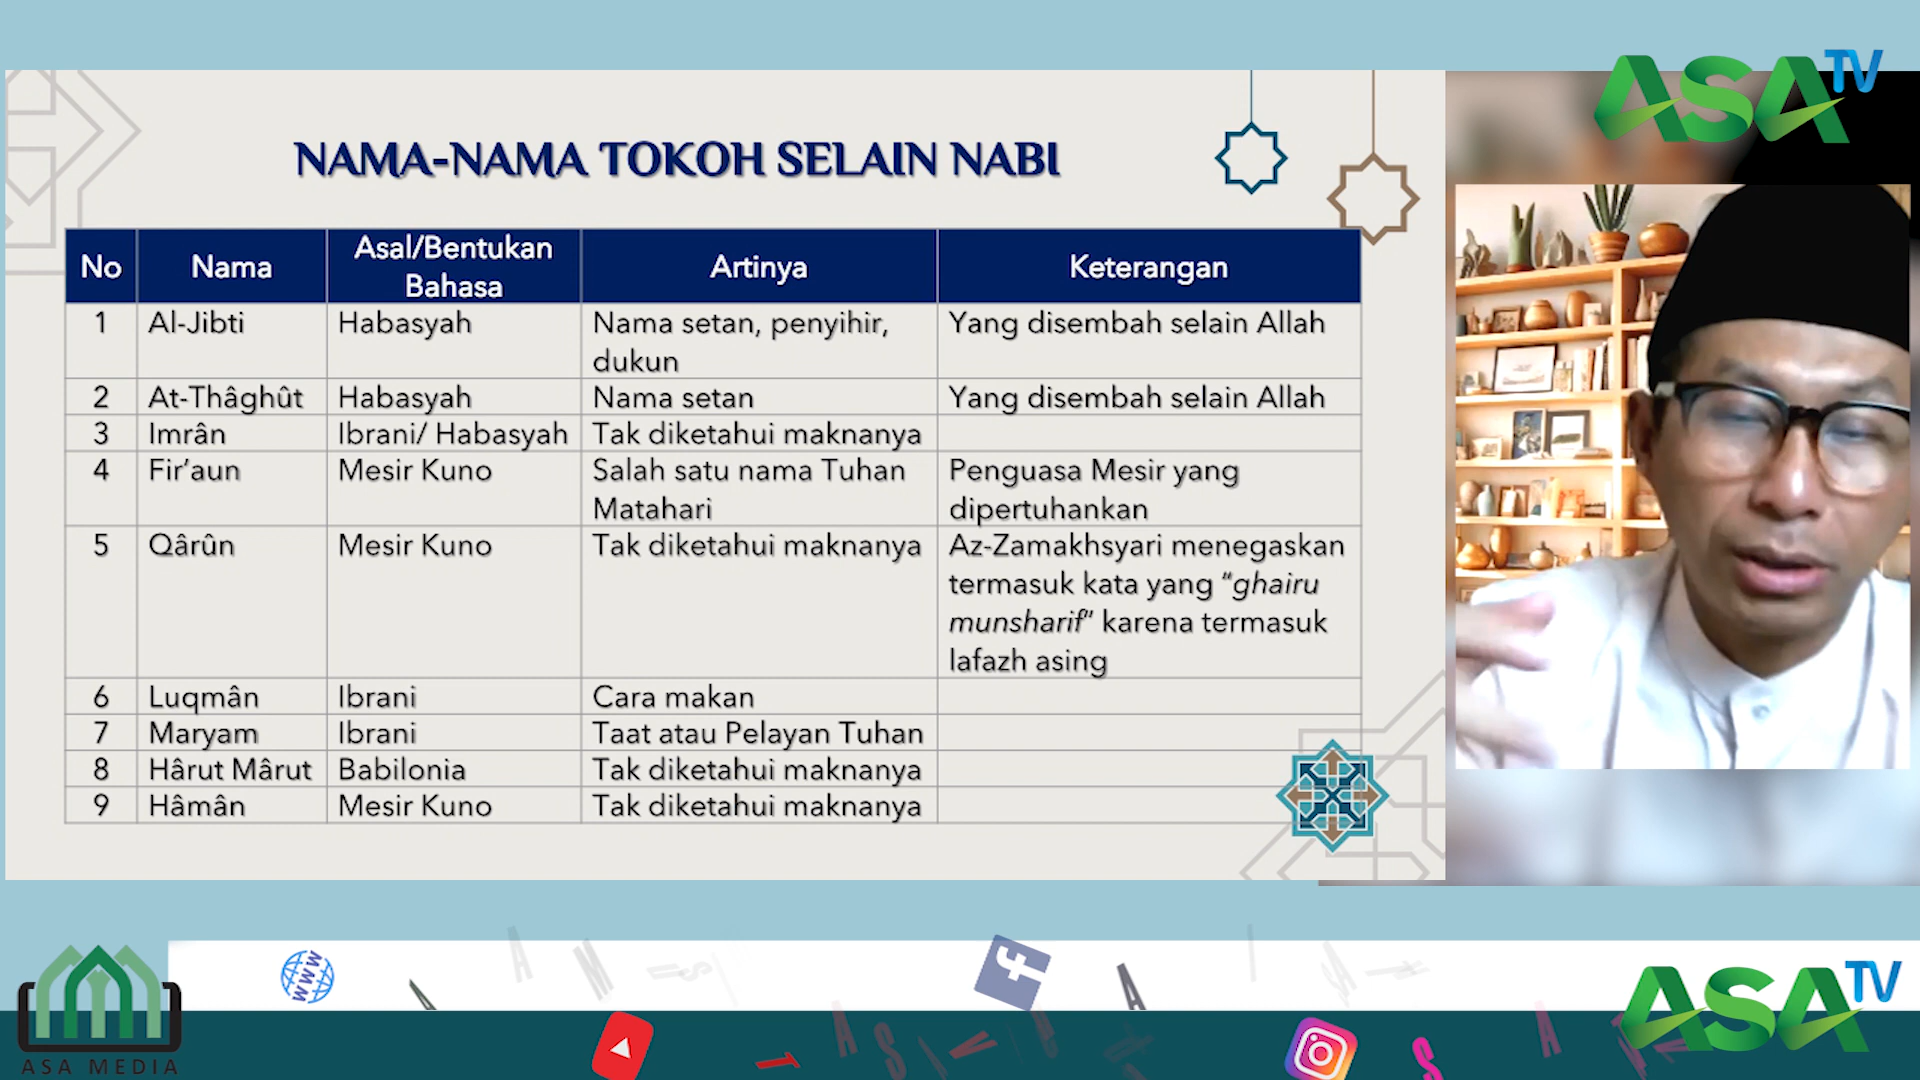 ASA TV
NAMA-NAMA TOKOH SELAIN NABI
No Nama Asal/Bentukan Bahasa Artinya Keterangan
1 Al-Jibti Habasyah Nama setan, penyihir, dukun Yang disembah selain Allah
2 At-Thâghût Habasyah Nama setan Yang disembah selain Allah
3 Imrân Ibrani/ Habasyah Tak diketahui maknanya
4 Fir’aun Mesir Kuno Salah satu nama Tuhan Matahari Penguasa Mesir yang dipertuhankan
5 Qârûn Mesir Kuno Tak diketahui maknanya Az-Zamakhsyari menegaskan termasuk kata yang “ghairu munsharif” karena termasuk lafazh asing
6 Luqmân Ibrani Cara makan
7 Maryam Ibrani Taat atau Pelayan Tuhan
8 Hârut Mârut Babilonia Tak diketahui maknanya
9 Hâmân Mesir Kuno Tak diketahui maknanya
www
ASA MEDIA
ASA TV